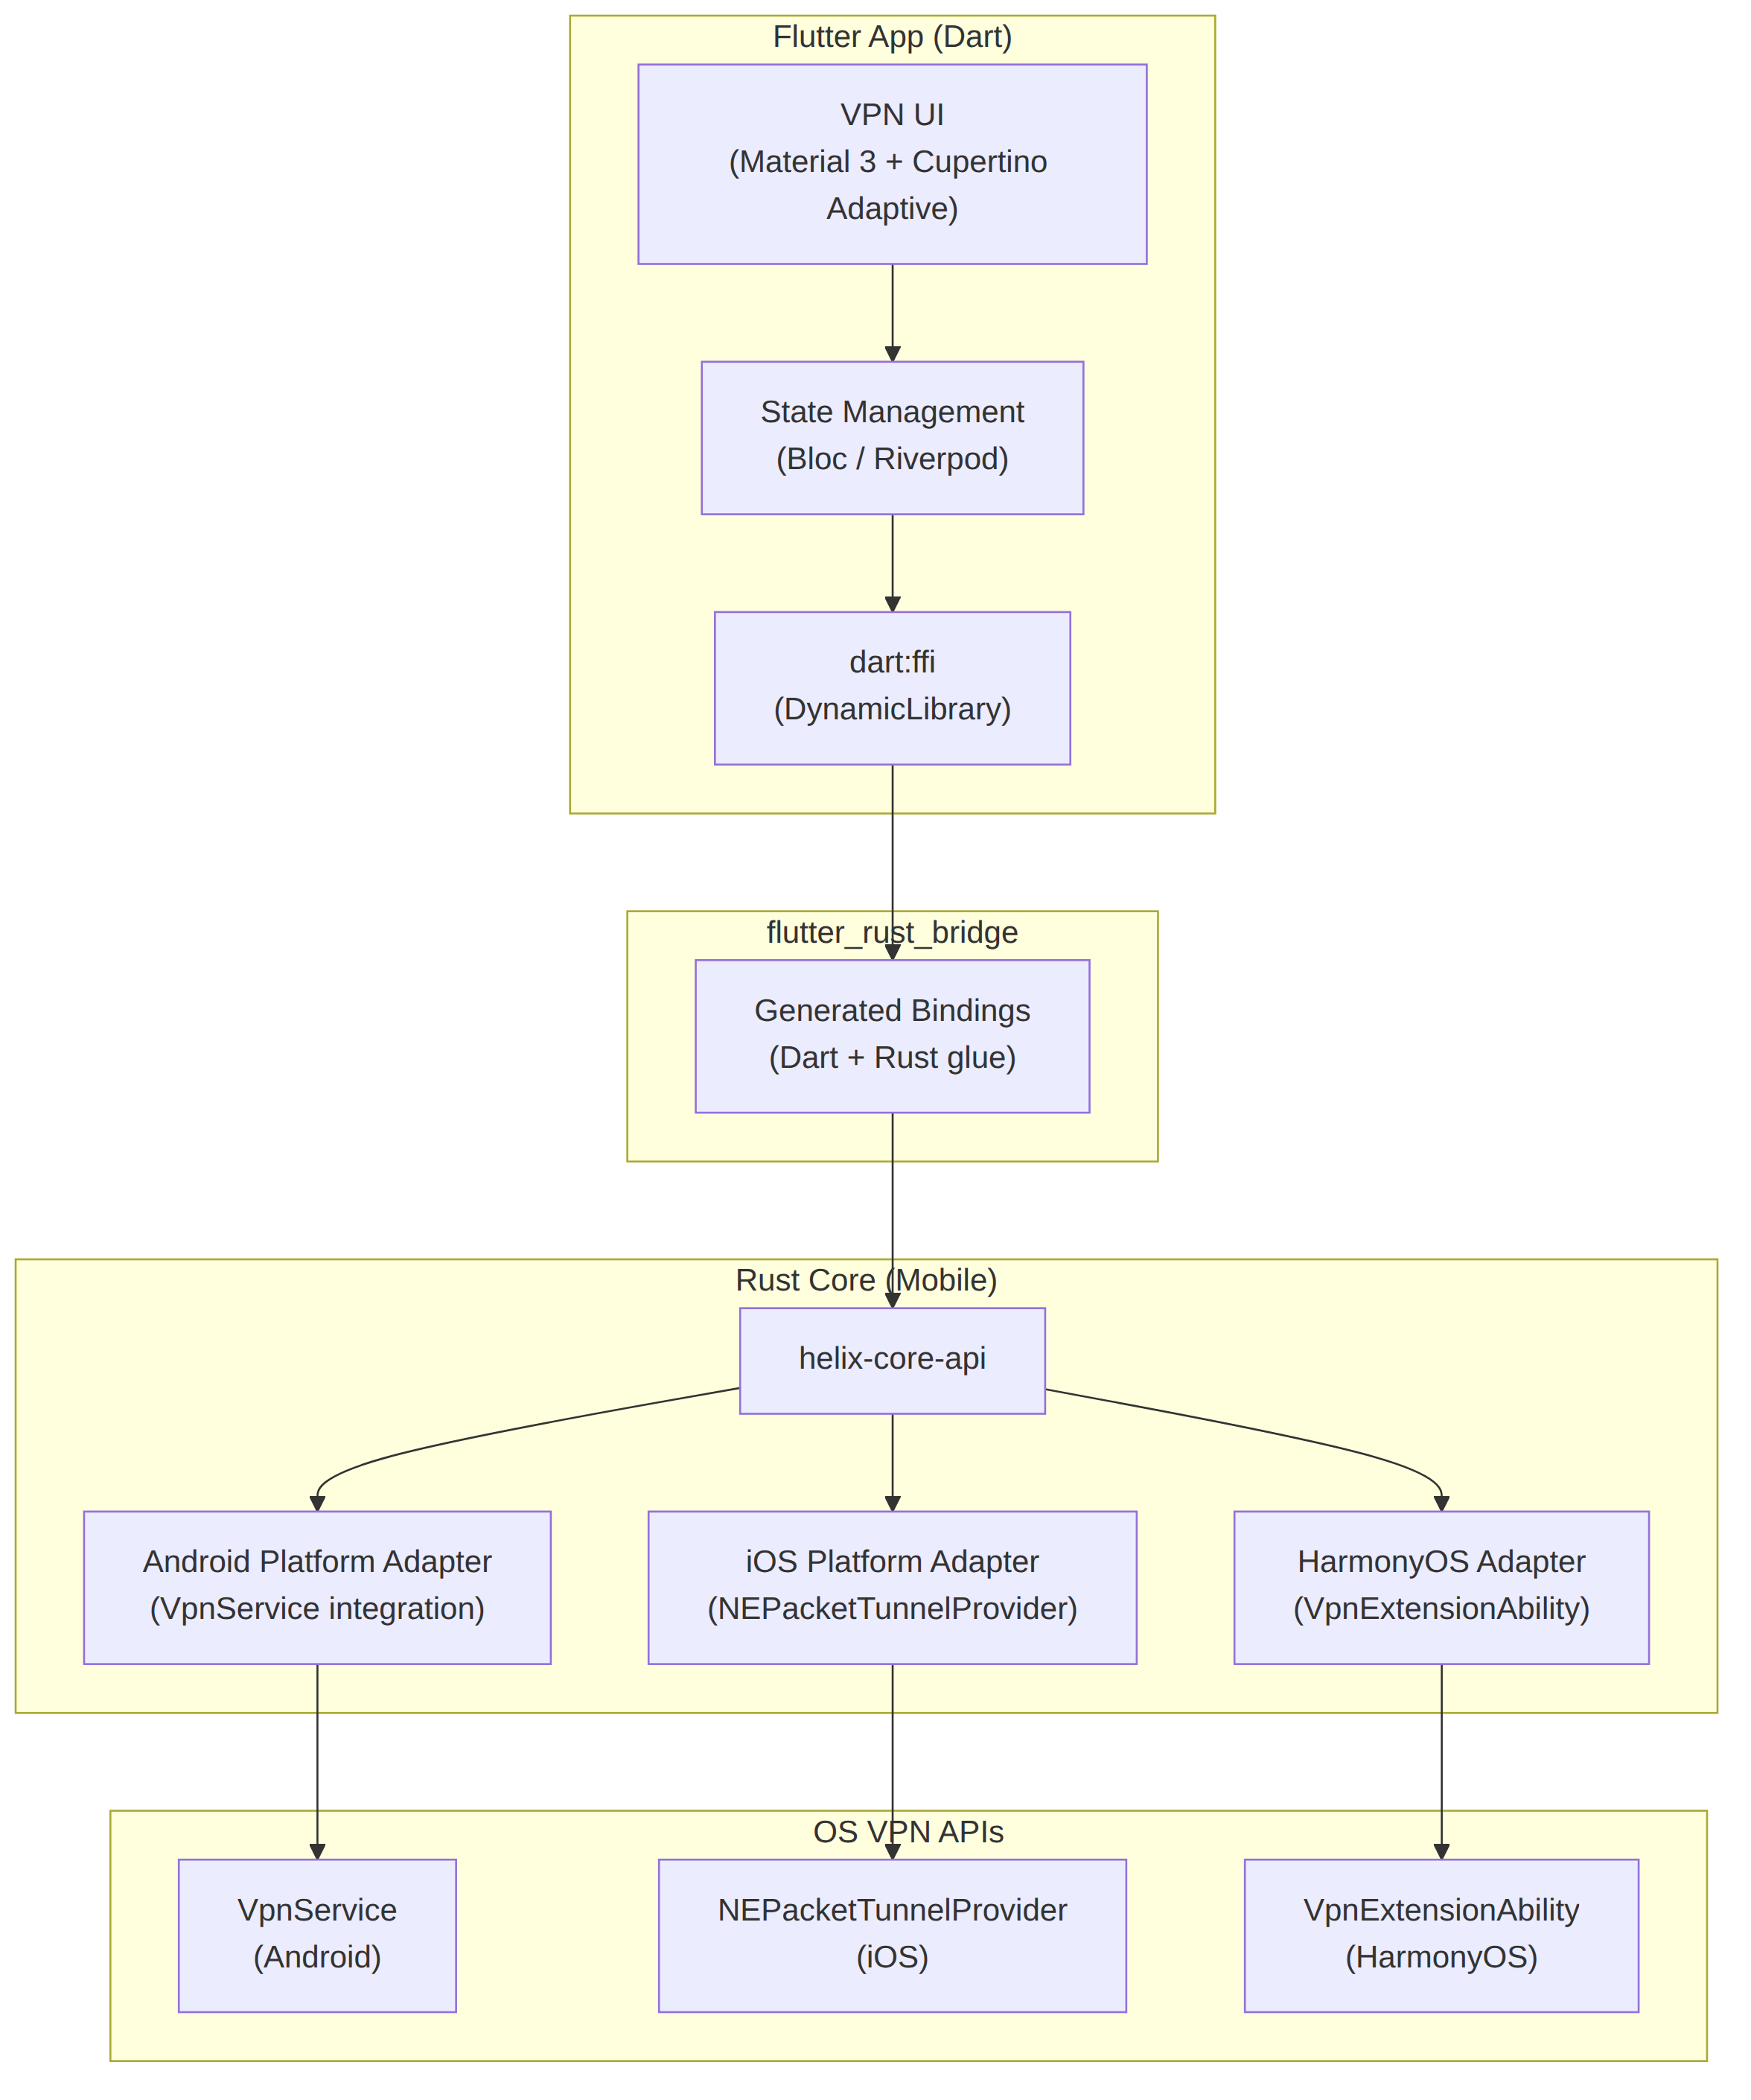 Flutter App (Dart)
VPN UI
(Material 3 + Cupertino
Adaptive)
State Management
(Bloc / Riverpod)
dart:ffi
(DynamicLibrary)
flutter_rust_bridge
Generated Bindings
(Dart + Rust glue)
Rust Core (Mobile)
helix-core-api
Android Platform Adapter
(VpnService integration)
iOS Platform Adapter
(NEPacketTunnelProvider)
HarmonyOS Adapter
(VpnExtensionAbility)
OS VPN APIs
VpnService
(Android)
NEPacketTunnelProvider
(iOS)
VpnExtensionAbility
(HarmonyOS)